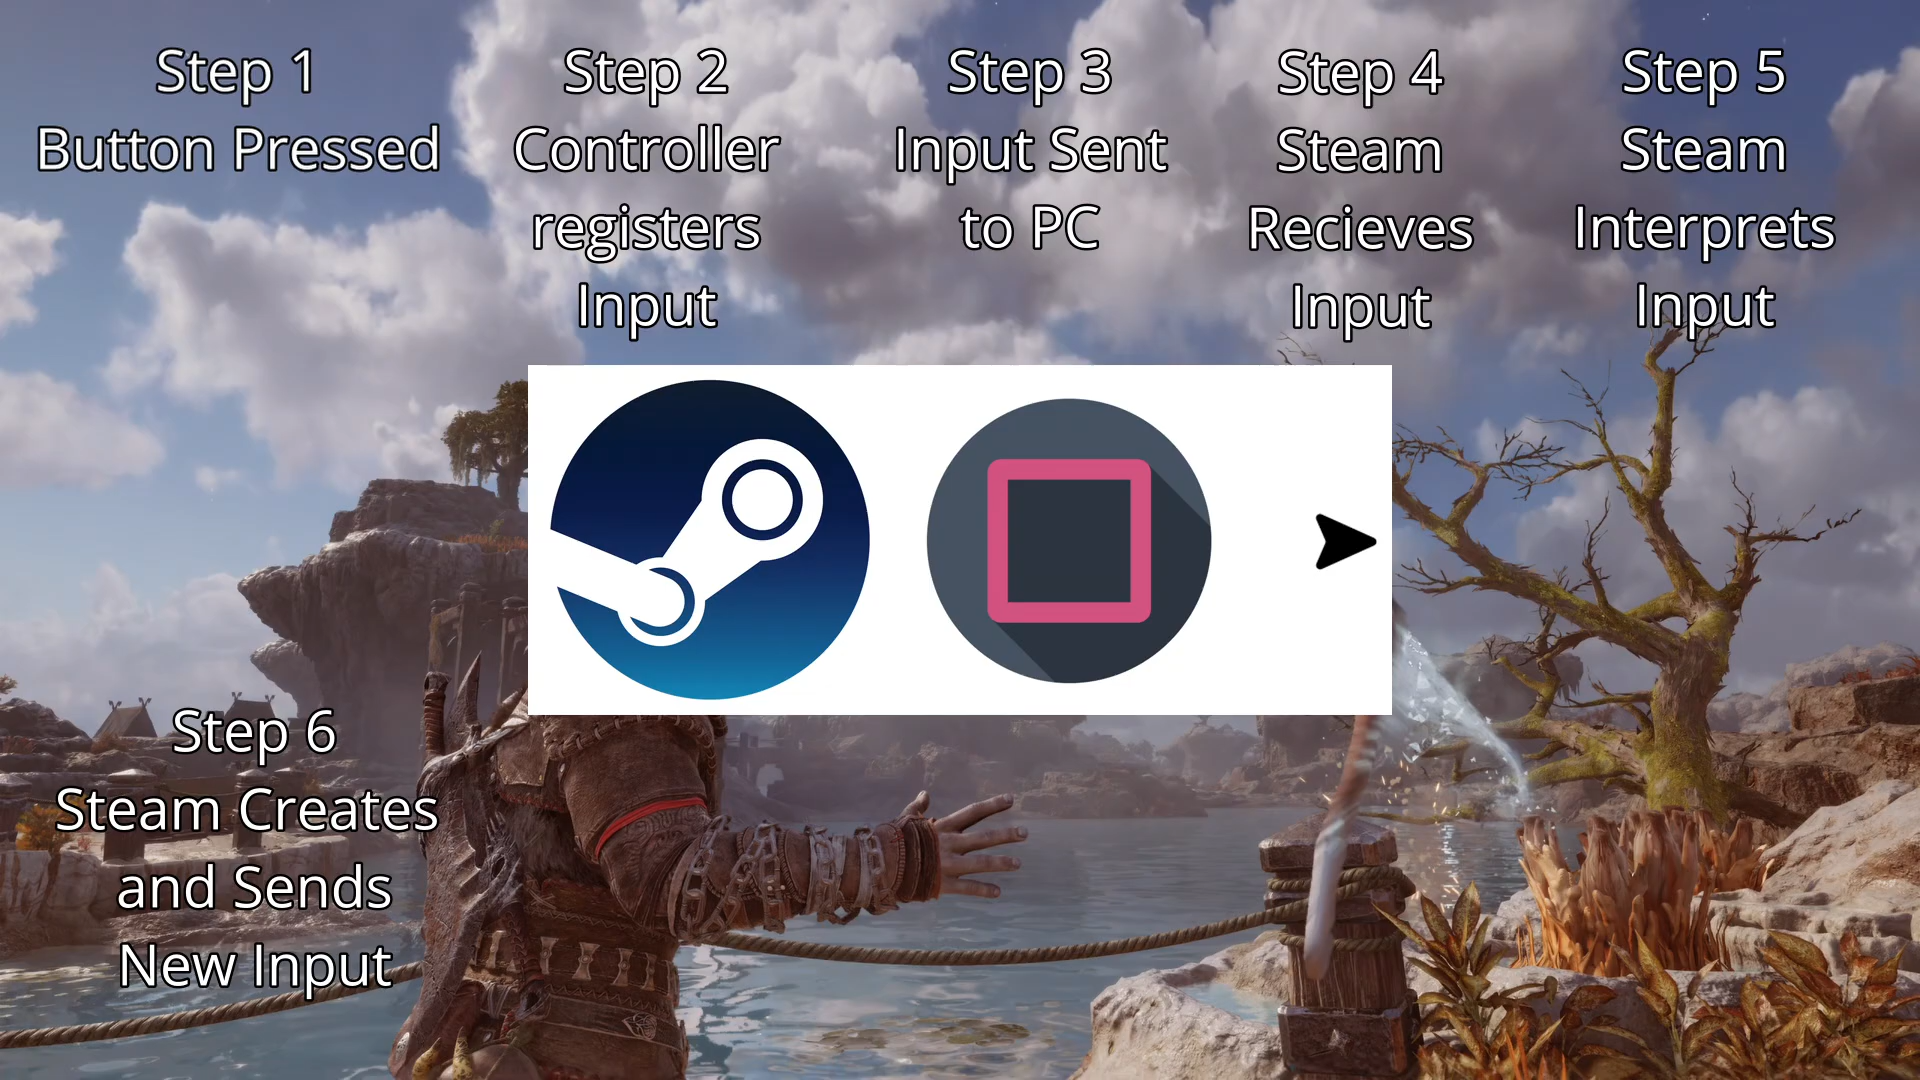 Step 1
Button Pressed
Step 2
Controller
registers
Input
Step 3
Input Sent
to PC
Step 4
Steam
Recieves
Input
Step 5
Steam
Interprets
Input
Step 6
Steam Creates
and Sends
New Input